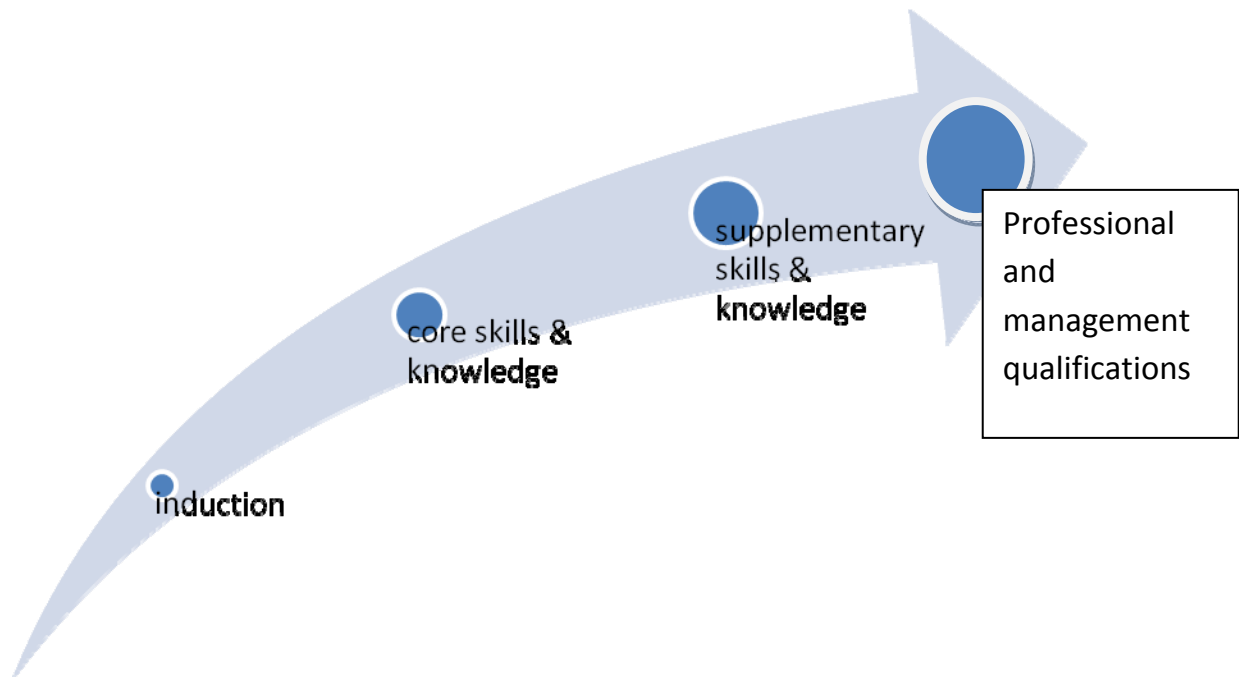 induction
core skills &
knowledge
supplementary
skills &
knowledge
Professional
and
management
qualifications